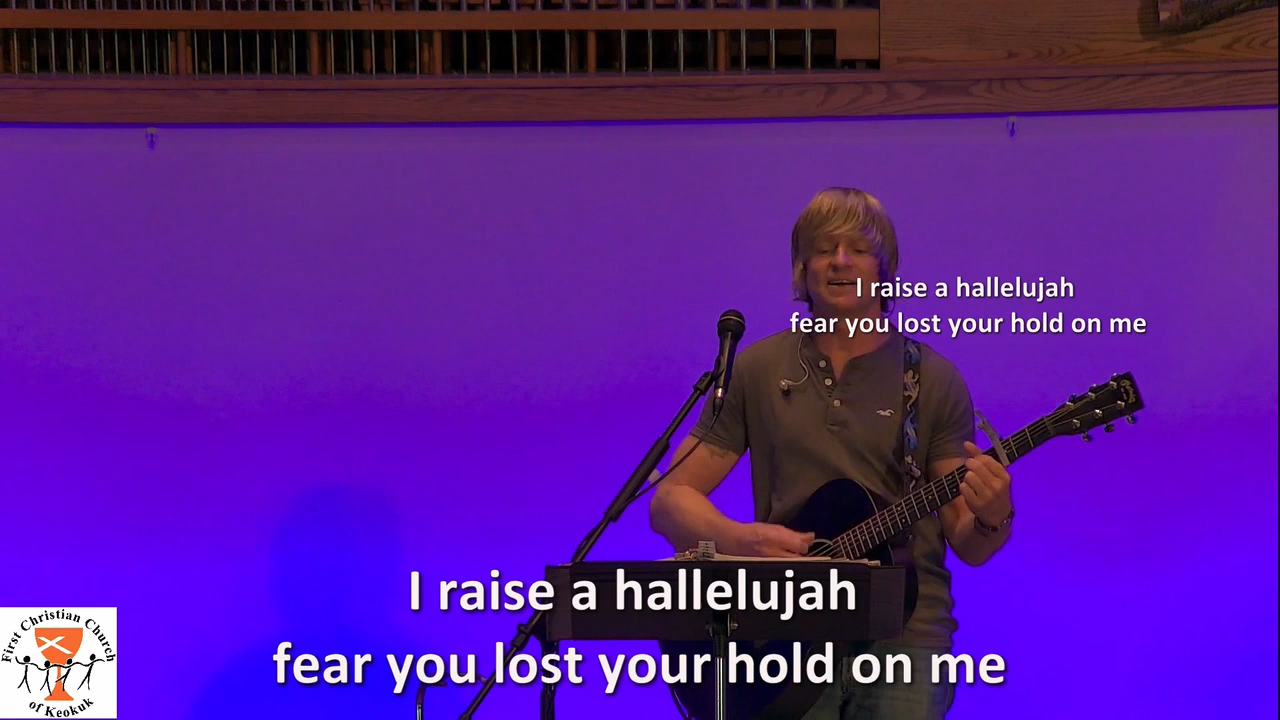 I raise a hallelujah
fear you lost your hold on me
I raise a hallelujah
fear you lost your hold on me
First Christian Church
of Keokuk